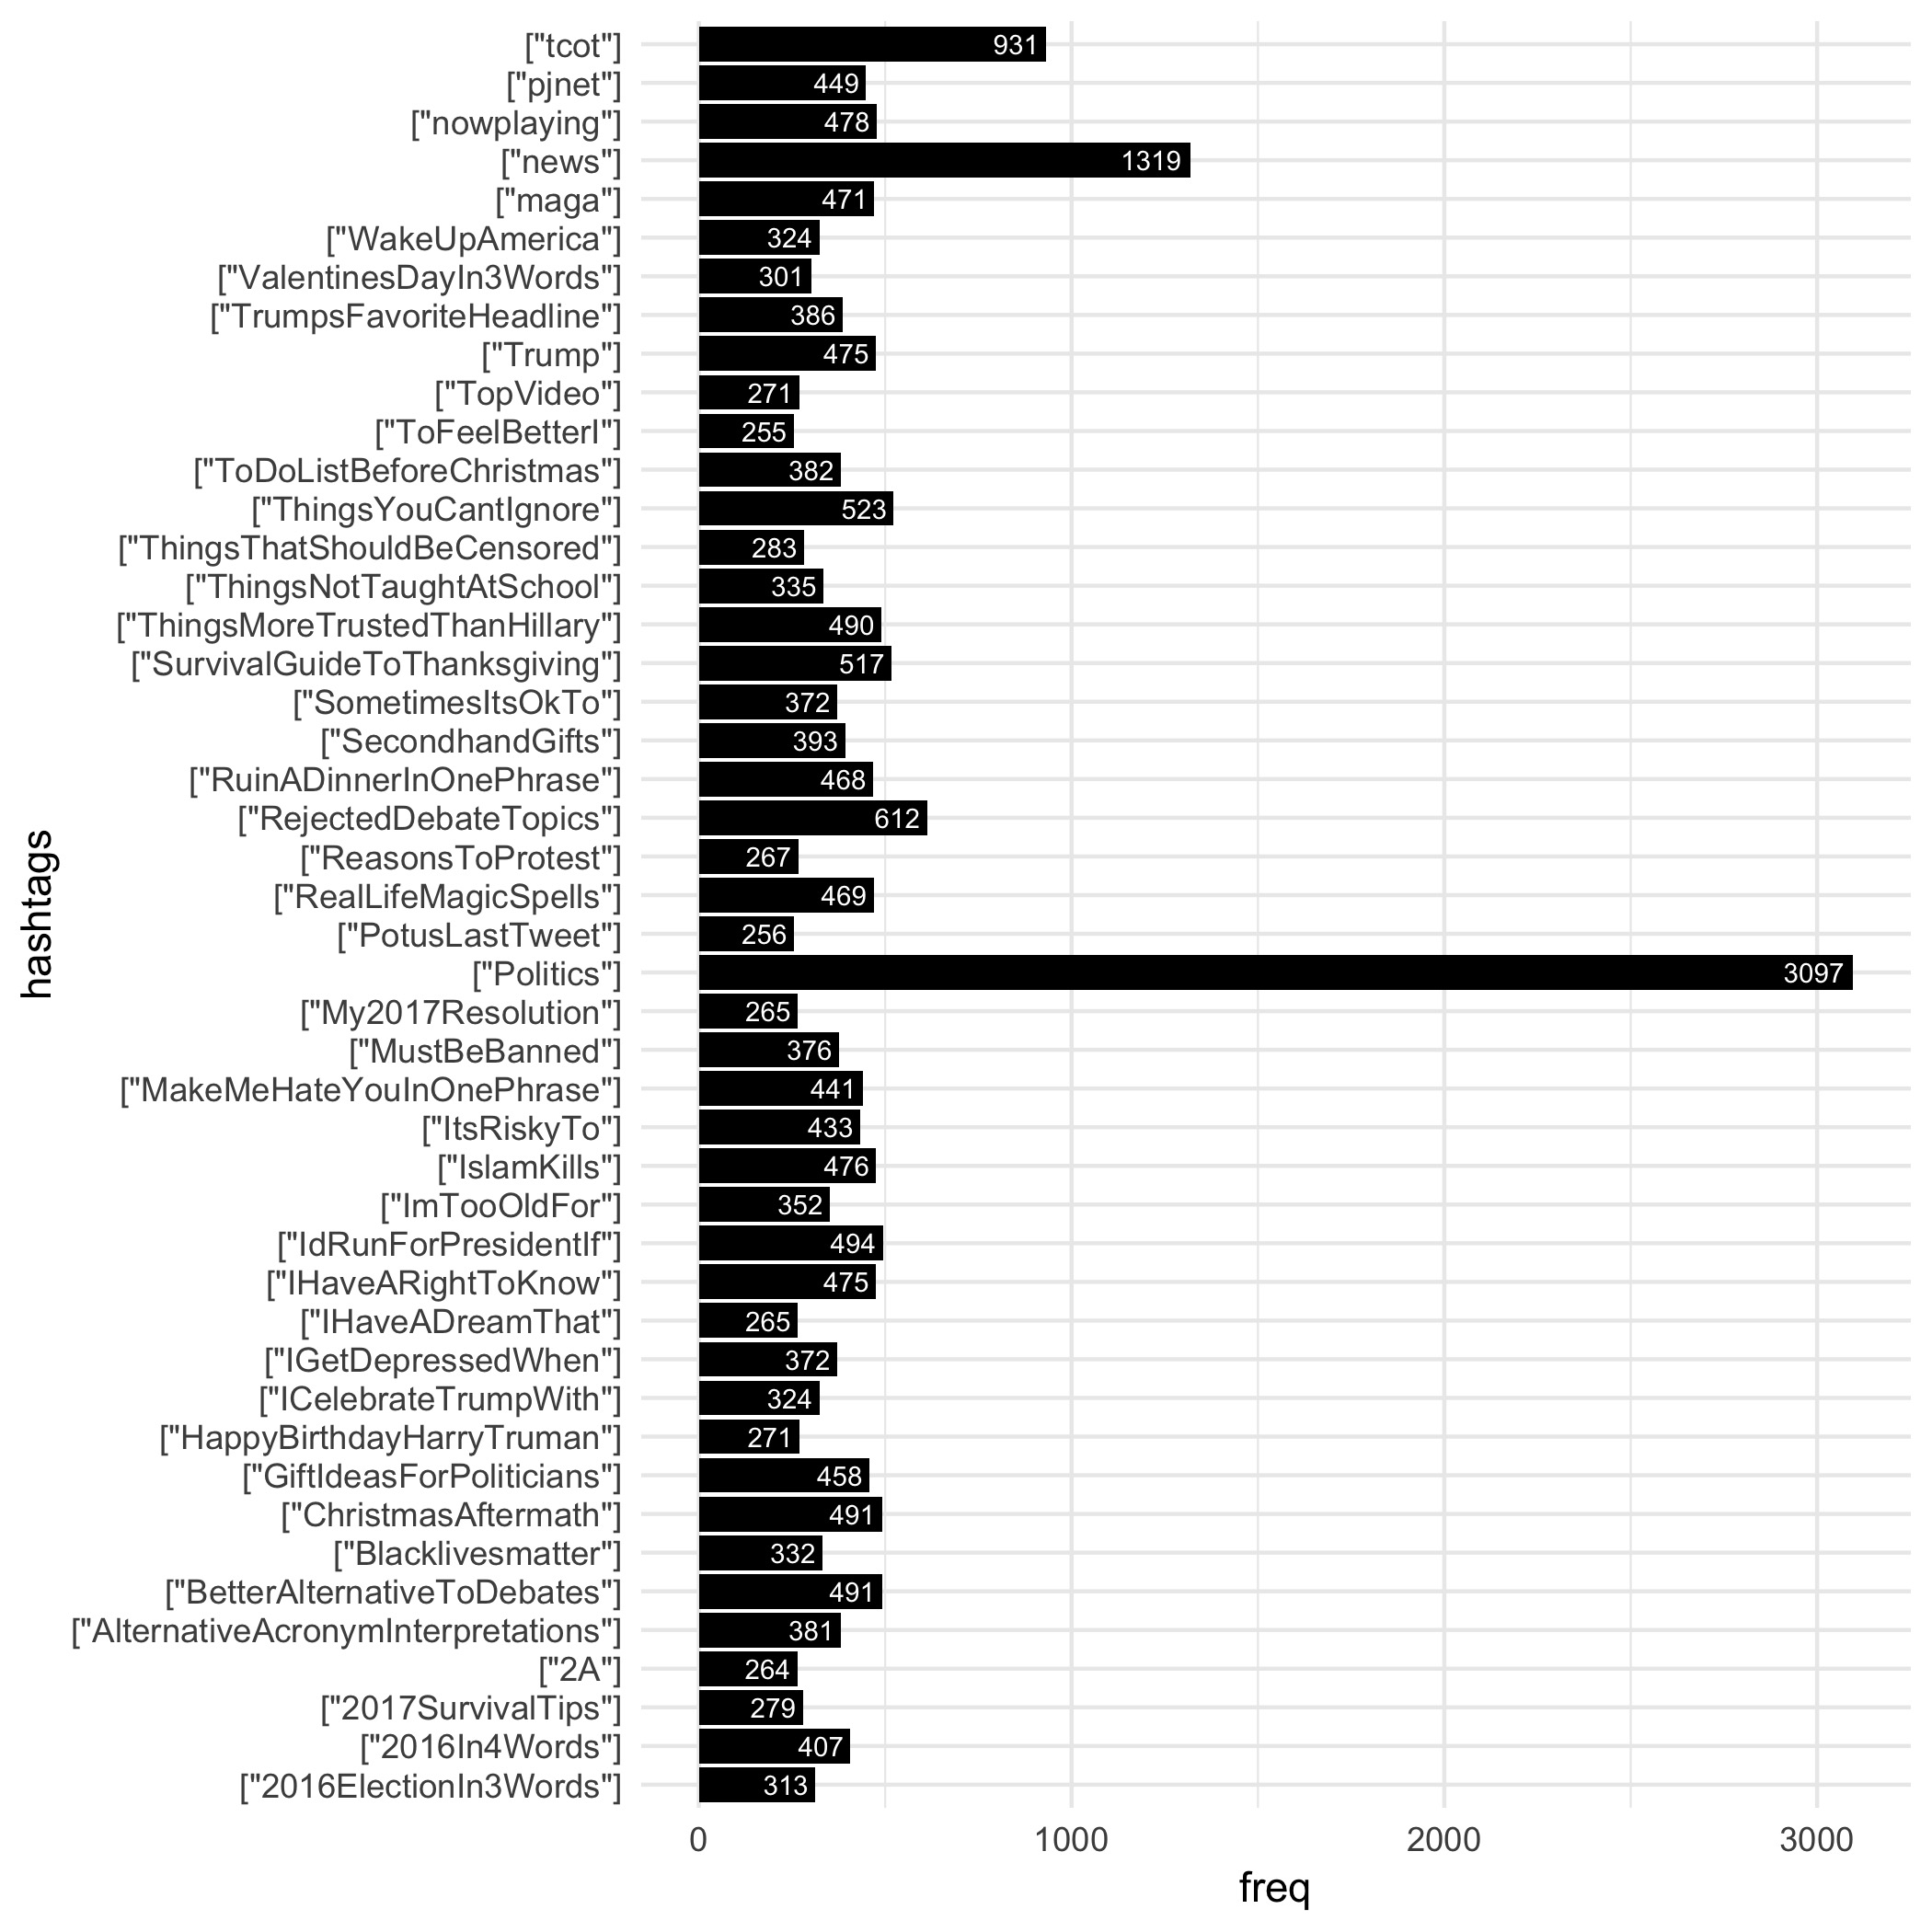 ["tcot"] 931
["pjnet"] 449
["nowplaying"] 478
["news"] 1319
["maga"] 471
["WakeUpAmerica"] 324
["ValentinesDayIn3Words"] 301
["TrumpsFavoriteHeadline"] 386
["Trump"] 475
["TopVideo"] 271
["ToFeelBetterI"] 255
["ToDoListBeforeChristmas"] 382
["ThingsYouCantIgnore"] 523
["ThingsThatShouldBeCensored"] 283
["ThingsNotTaughtAtSchool"] 335
["ThingsMoreTrustedThanHillary"] 490
["SurvivalGuideToThanksgiving"] 517
["SometimesItsOkTo"] 372
["SecondhandGifts"] 393
["RuinADinnerInOnePhrase"] 468
["RejectedDebateTopics"] 612
["ReasonsToProtest"] 267
["RealLifeMagicSpells"] 469
["PotusLastTweet"] 256
["Politics"] 3097
["My2017Resolution"] 265
["MustBeBanned"] 376
["MakeMeHateYouInOnePhrase"] 441
["ItsRiskyTo"] 433
["IslamKills"] 476
["ImTooOldFor"] 352
["IdRunForPresidentIf"] 494
["IHaveARightToKnow"] 475
["IHaveADreamThat"] 265
["IGetDepressedWhen"] 372
["ICelebrateTrumpWith"] 324
["HappyBirthdayHarryTruman"] 271
["GiftIdeasForPoliticians"] 458
["ChristmasAftermath"] 491
["Blacklivesmatter"] 332
["BetterAlternativeToDebates"] 491
["AlternativeAcronymInterpretations"] 381
["2A"] 264
["2017SurvivalTips"] 279
["2016In4Words"] 407
["2016ElectionIn3Words"] 313
hashtags
0 1000 2000 3000
freq